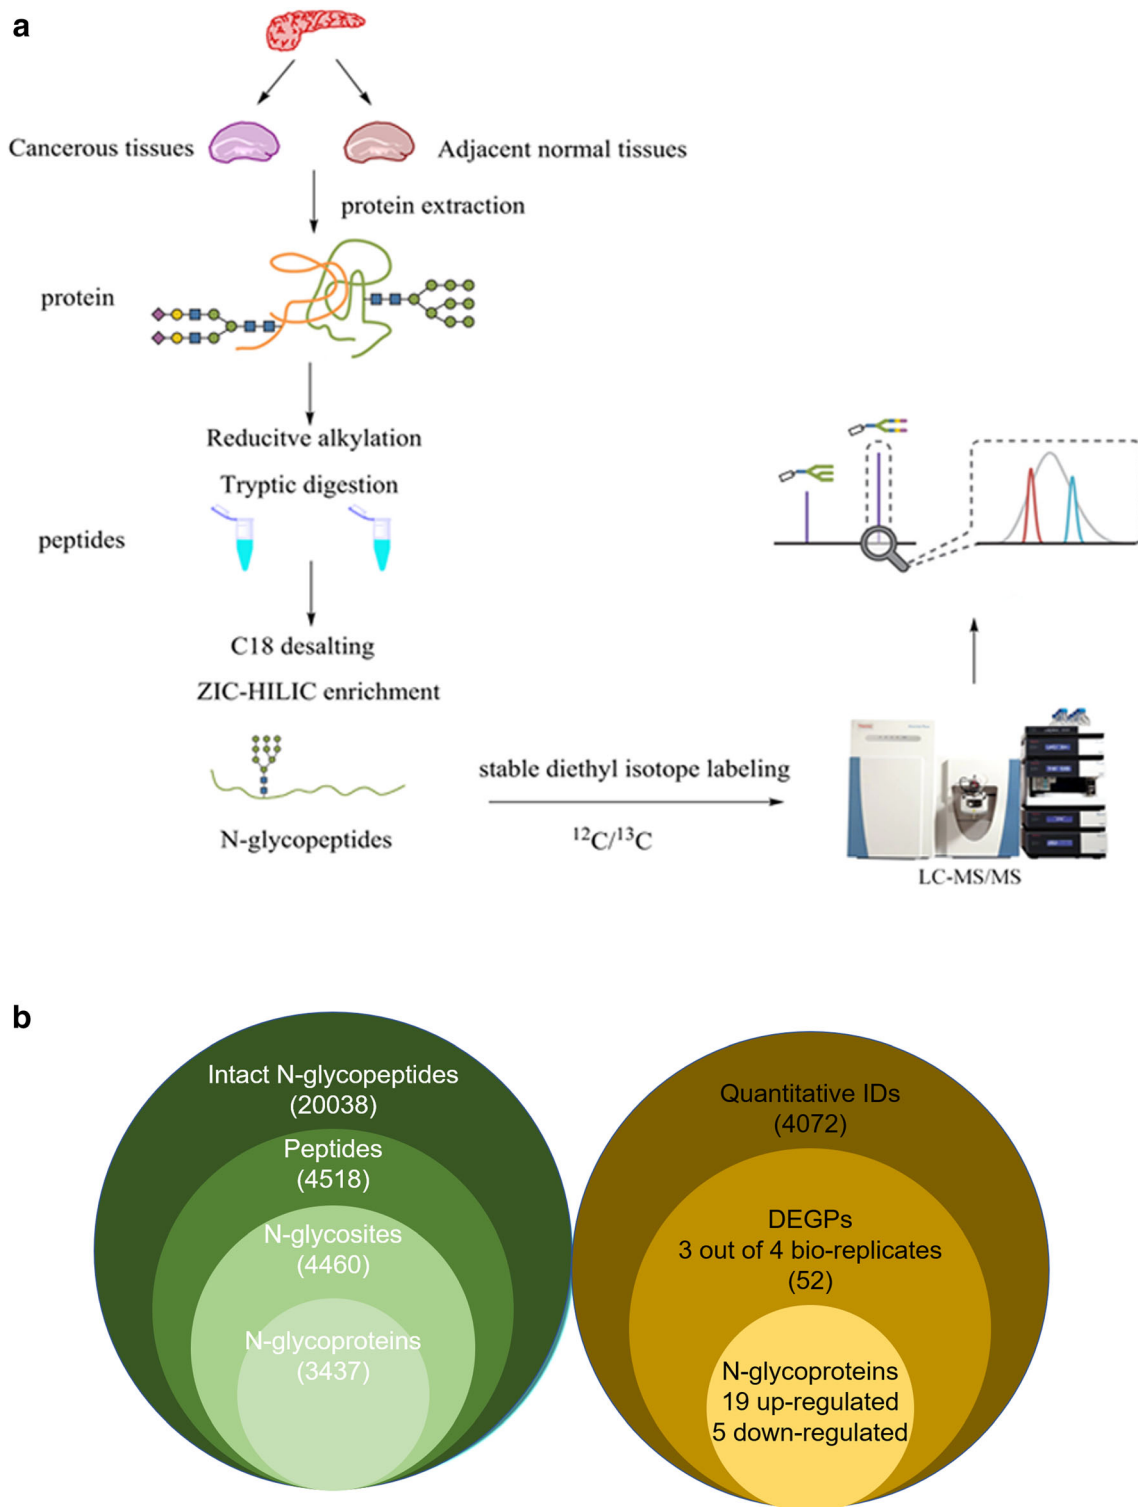 a
Cancerous tissues
Adjacent normal tissues
protein extraction
protein
Reducitve alkylation
Tryptic digestion
peptides
C18 desalting
ZIC-HILIC enrichment
N-glycopeptides
stable diethyl isotope labeling
¹²C/¹³C
LC-MS/MS
b
Intact N-glycopeptides
(20038)
Peptides
(4518)
N-glycosites
(4460)
N-glycoproteins
(3437)
Quantitative IDs
(4072)
DEGPs
3 out of 4 bio-replicates
(52)
N-glycoproteins
19 up-regulated
5 down-regulated